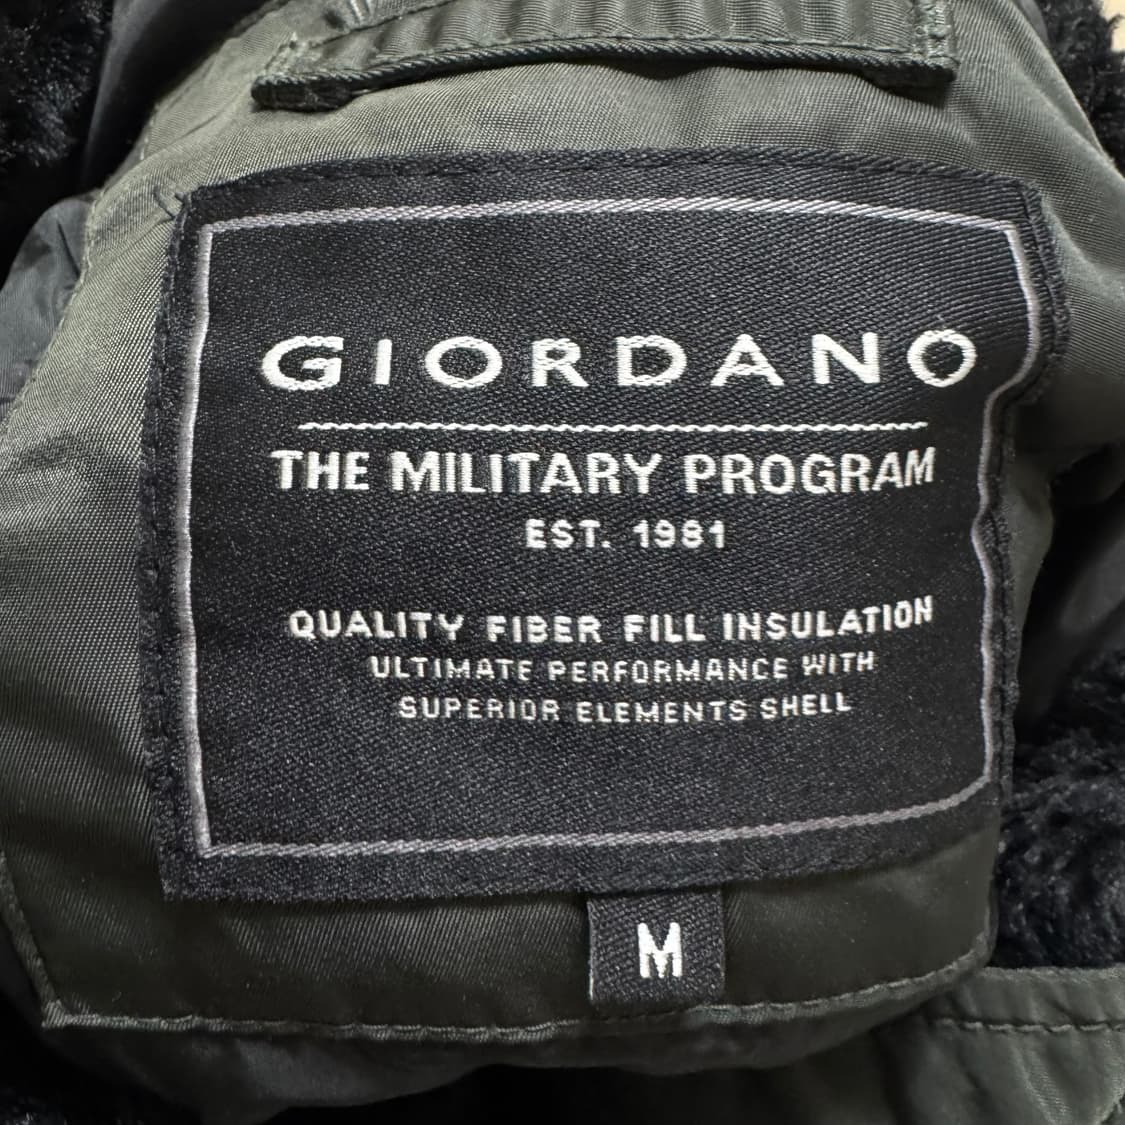 GIORDANO
THE MILITARY PROGRAM
EST. 1981
QUALITY FIBER FILL INSULATION
ULTIMATE PERFORMANCE WITH
SUPERIOR ELEMENTS SHELL
M